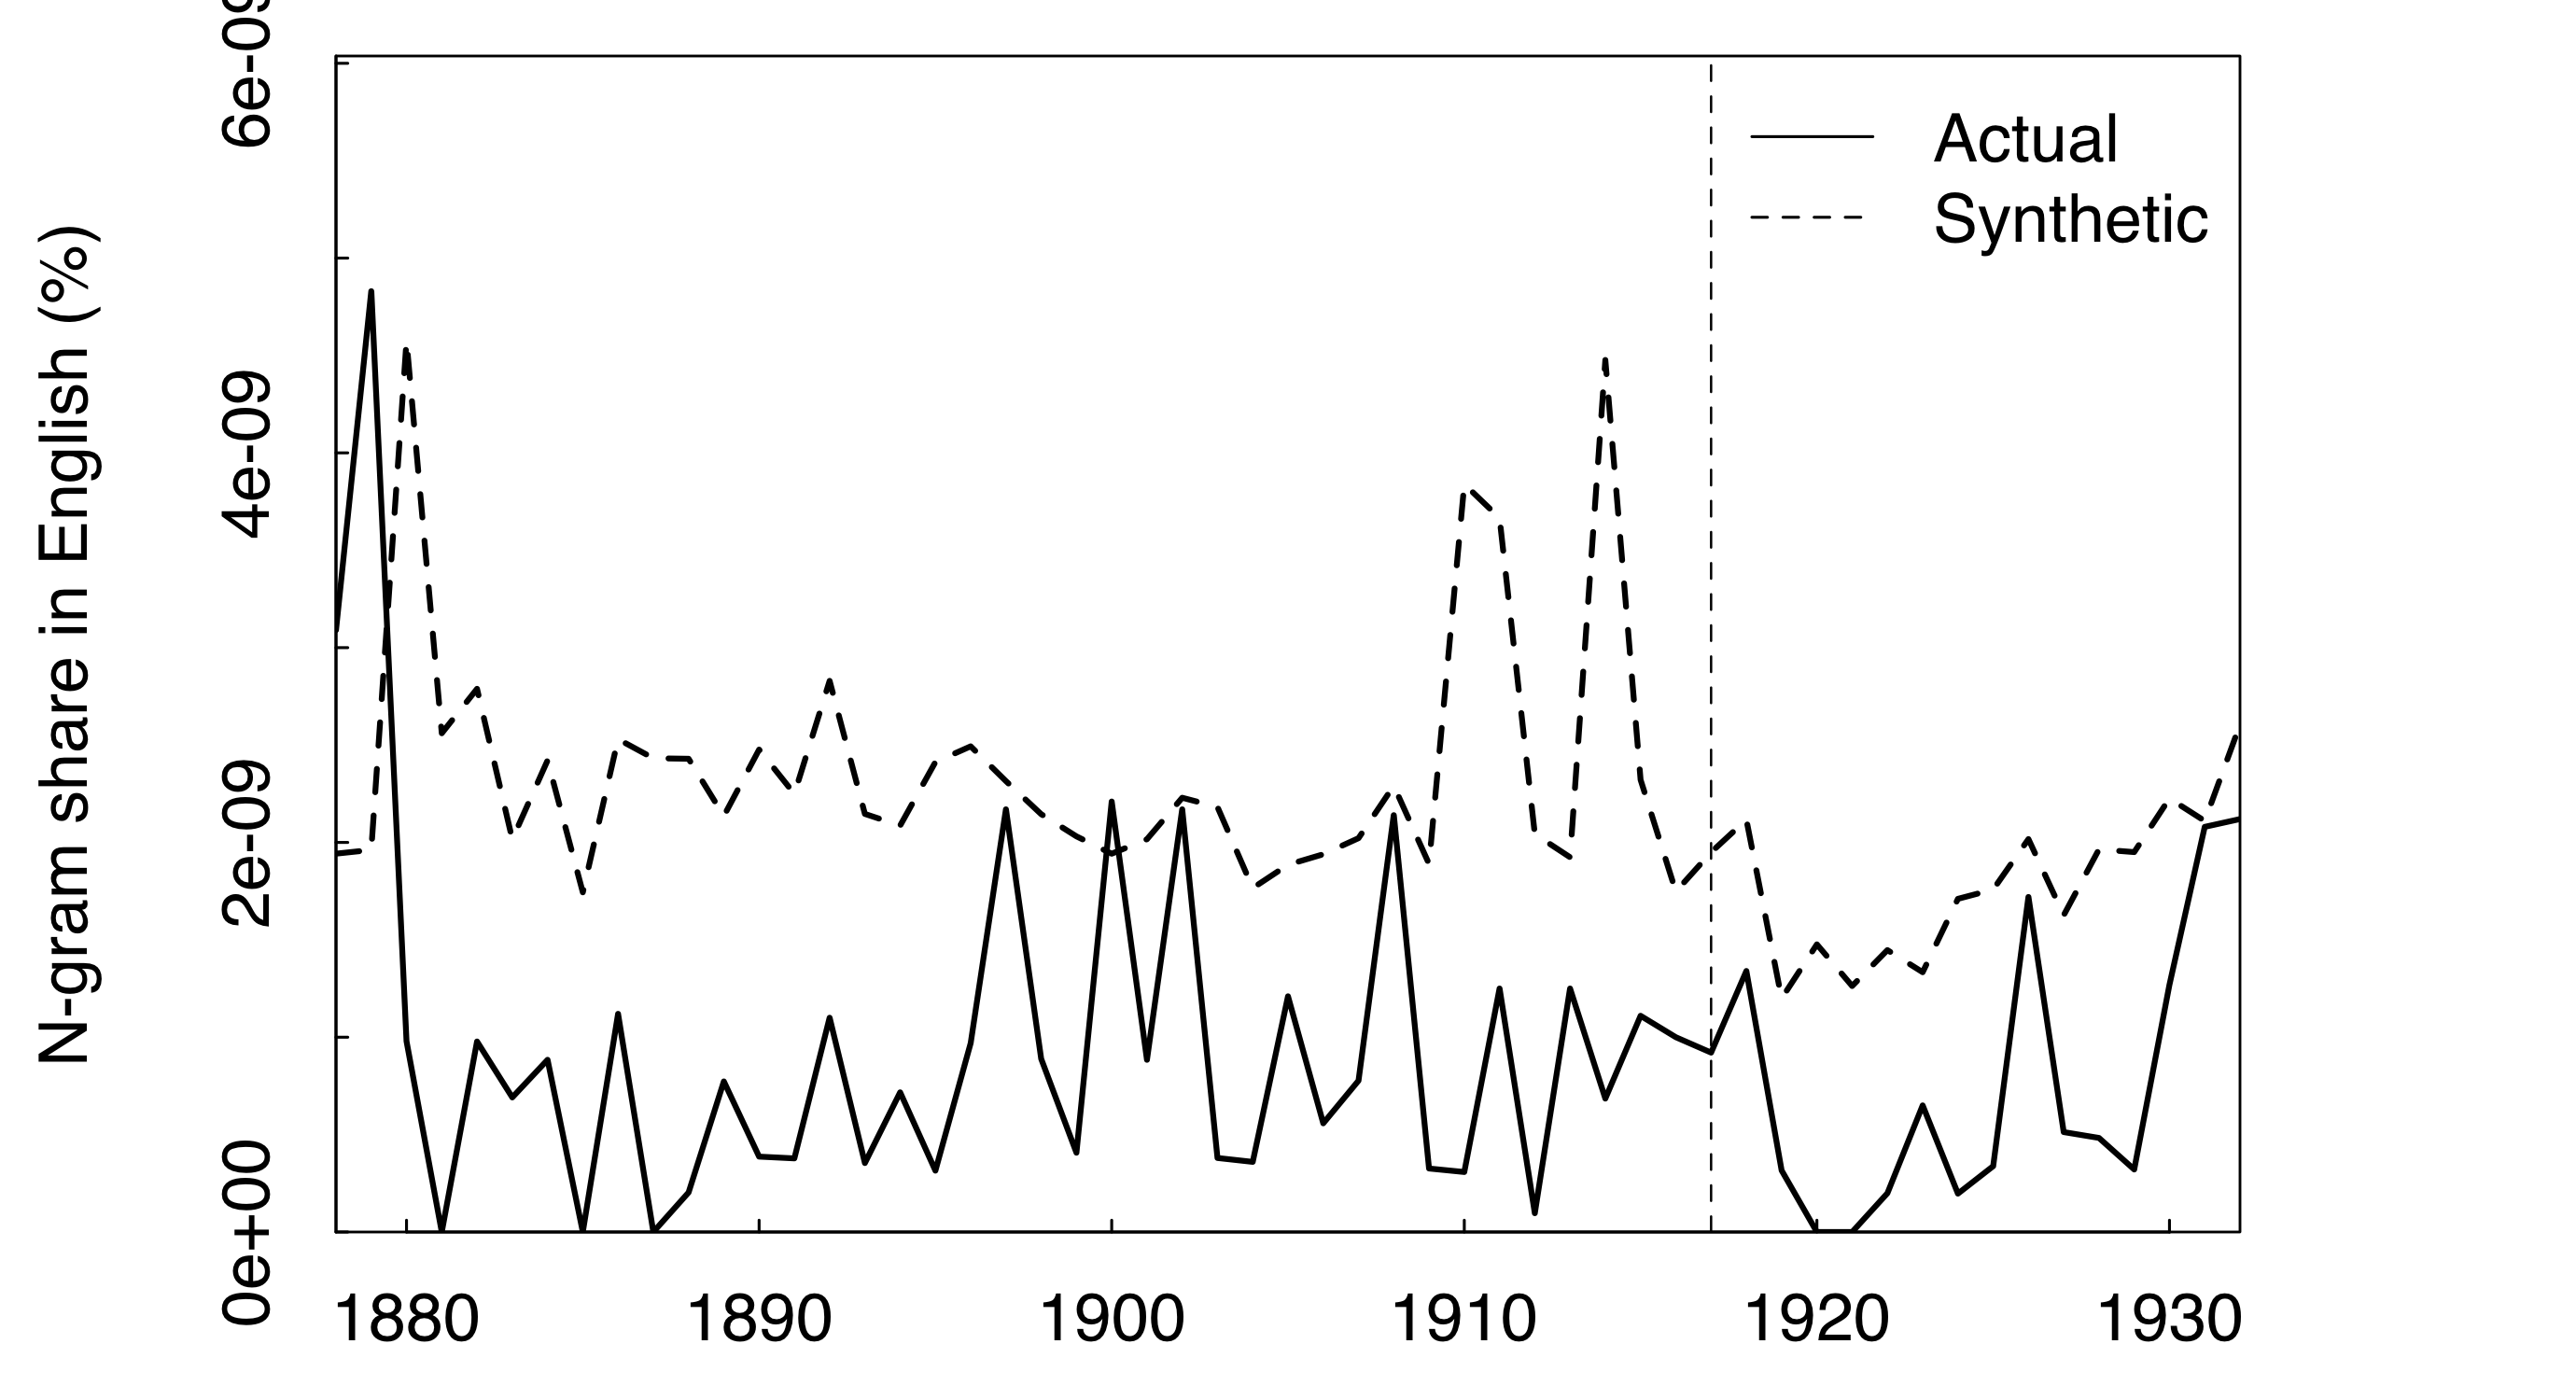 N-gram share in English (%)
6e-09
4e-09
2e-09
0e+00
Actual
Synthetic
1880 1890 1900 1910 1920 1930